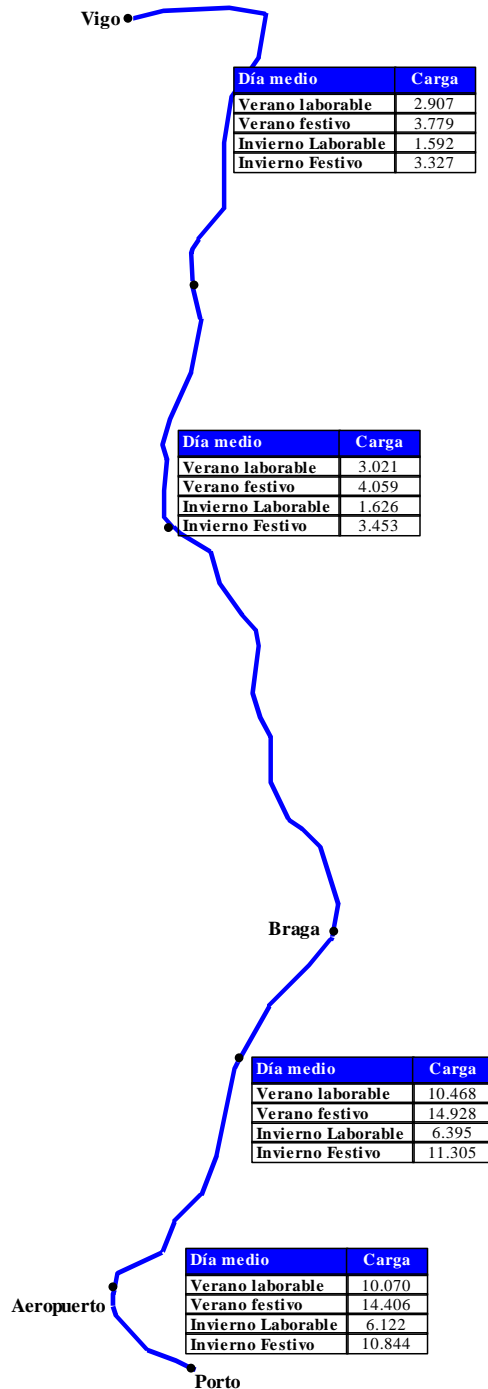 Vigo
Día medio Carga
Verano laborable 2.907
Verano festivo 3.779
Invierno Laborable 1.592
Invierno Festivo 3.327
Día medio Carga
Verano laborable 3.021
Verano festivo 4.059
Invierno Laborable 1.626
Invierno Festivo 3.453
Braga
Día medio Carga
Verano laborable 10.468
Verano festivo 14.928
Invierno Laborable 6.395
Invierno Festivo 11.305
Día medio Carga
Verano laborable 10.070
Verano festivo 14.406
Invierno Laborable 6.122
Invierno Festivo 10.844
Aeropuerto
Porto